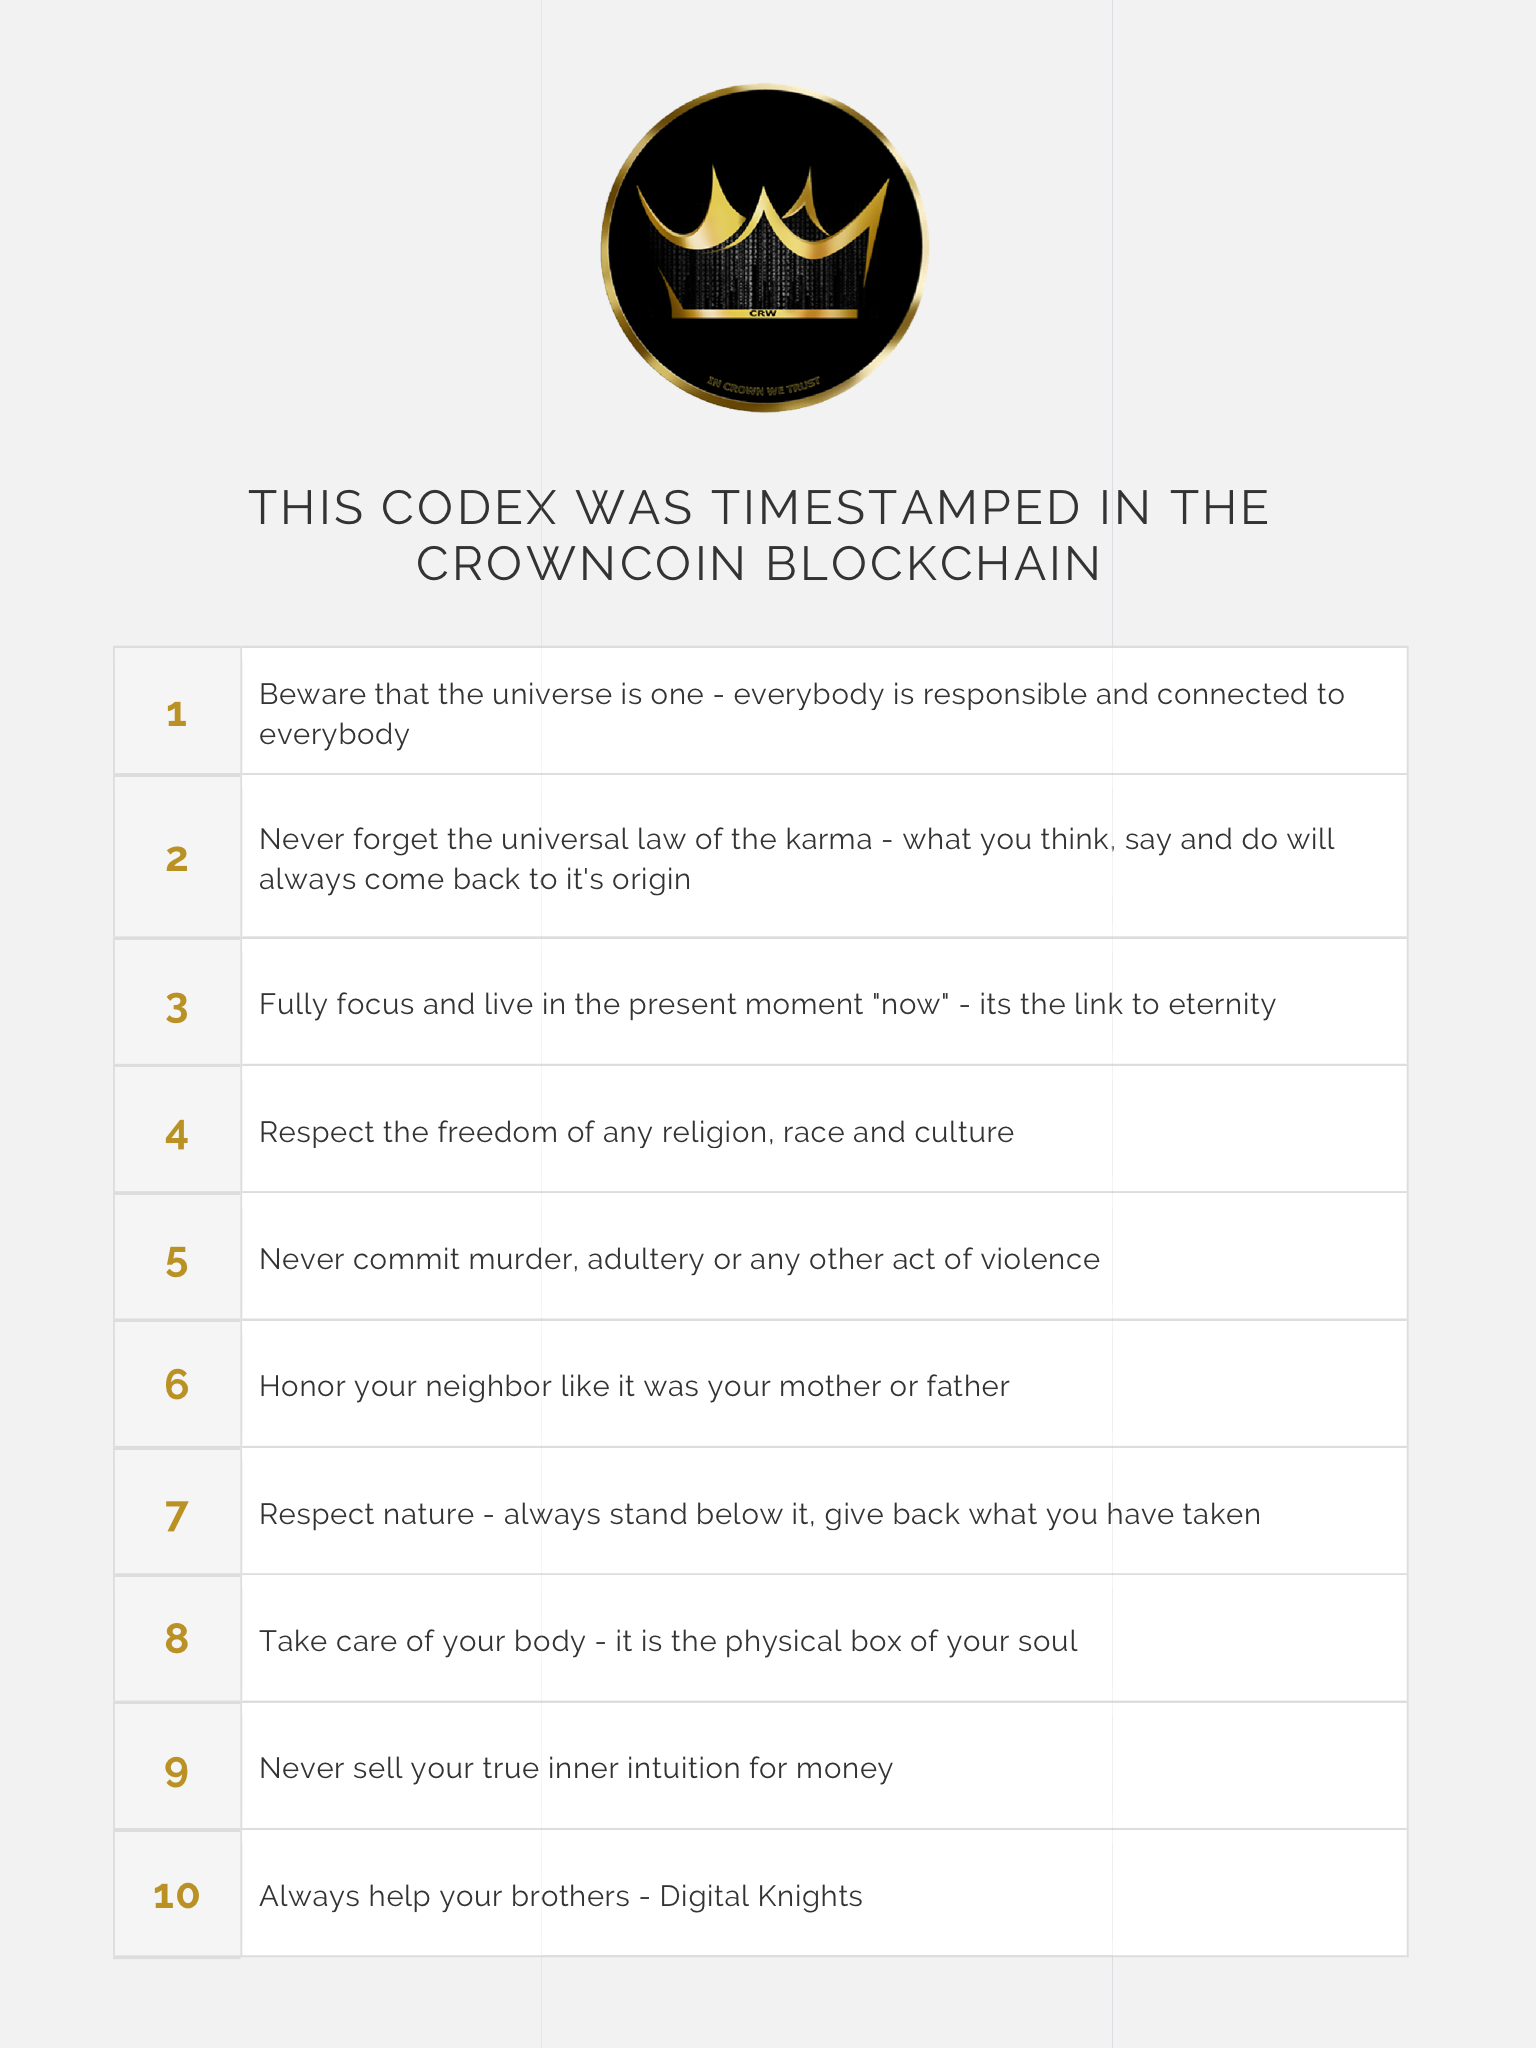 CRW
IN CROWN WE TRUST
THIS CODEX WAS TIMESTAMPED IN THE
CROWNCOIN BLOCKCHAIN
1
Beware that the universe is one - everybody is responsible and connected to
everybody
2
Never forget the universal law of the karma - what you think, say and do will
always come back to it's origin
3
Fully focus and live in the present moment "now" - its the link to eternity
4
Respect the freedom of any religion, race and culture
5
Never commit murder, adultery or any other act of violence
6
Honor your neighbor like it was your mother or father
7
Respect nature - always stand below it, give back what you have taken
8
Take care of your body - it is the physical box of your soul
9
Never sell your true inner intuition for money
10
Always help your brothers - Digital Knights